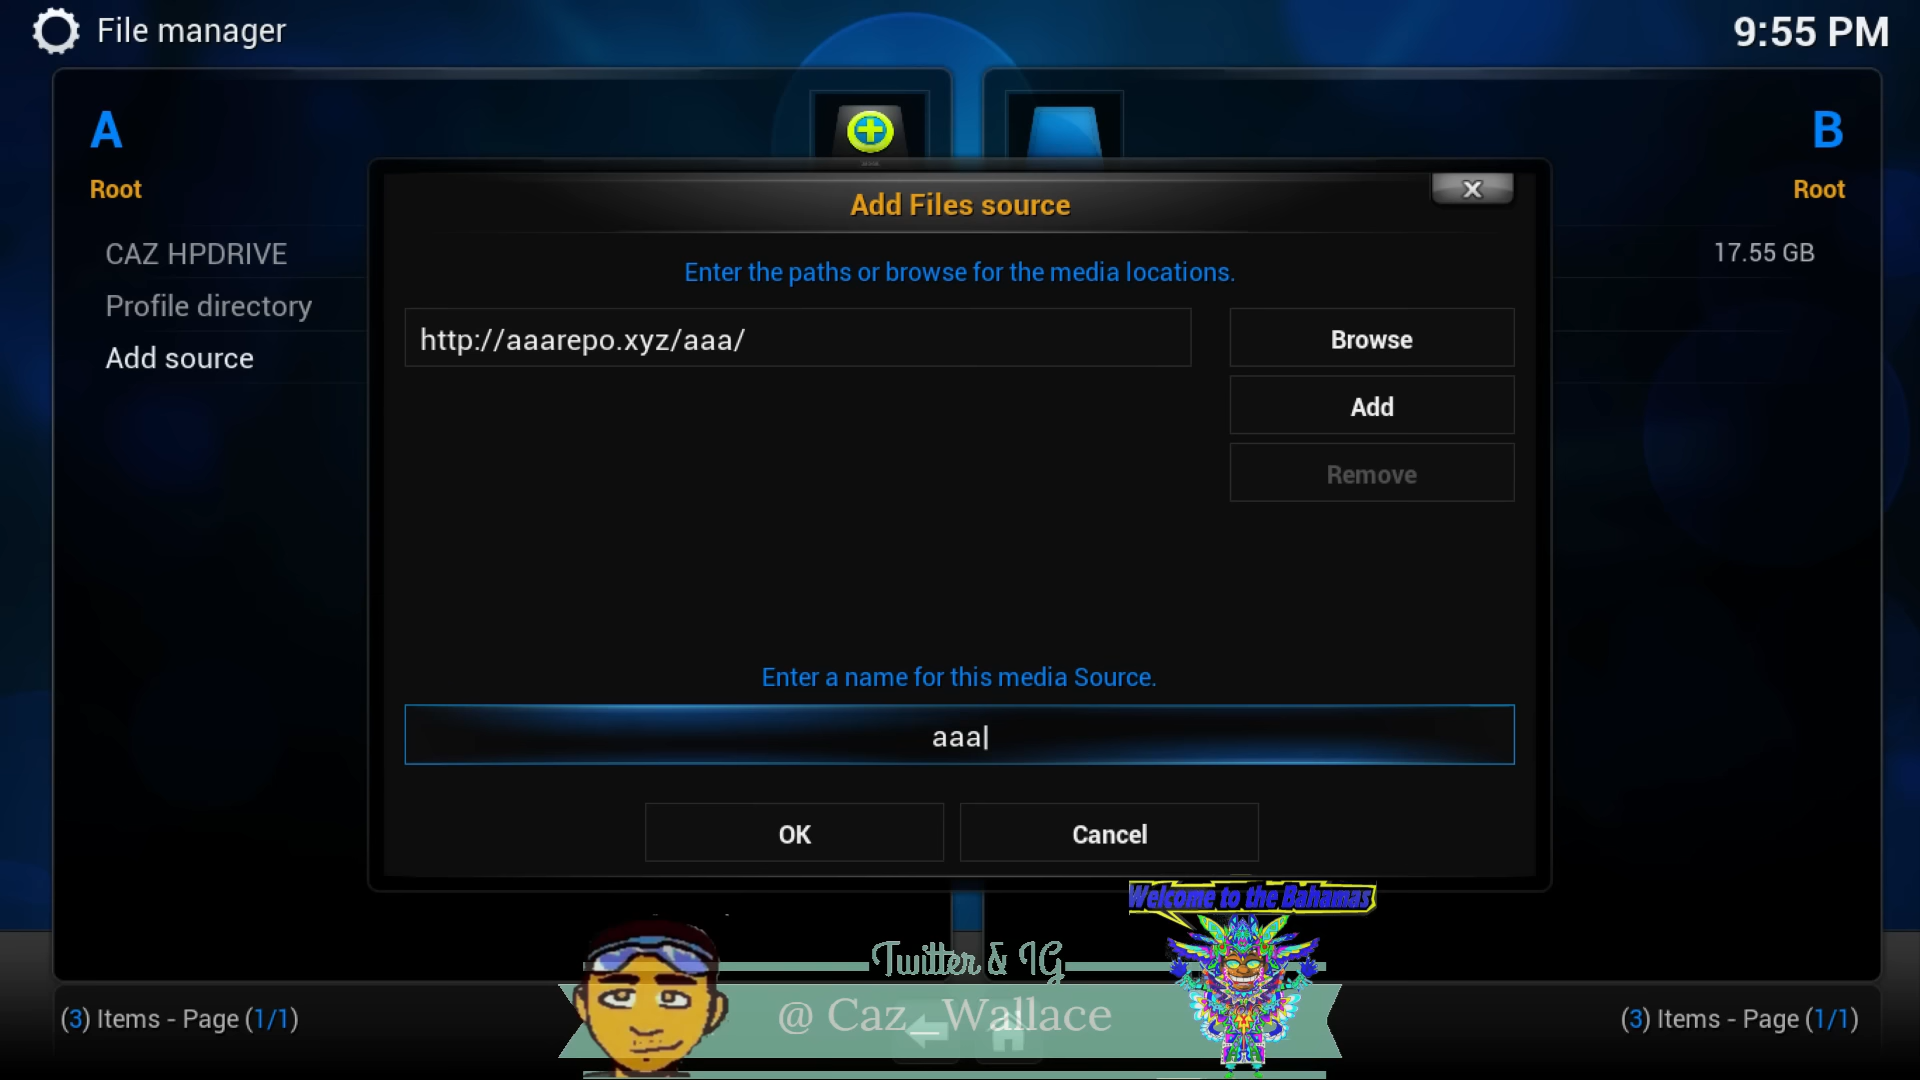 File manager
9:55 PM
A
B
Root
Root
CAZ HPDRIVE
17.55 GB
Profile directory
Add source
Add Files source
x
Enter the paths or browse for the media locations.
http://aaarepo.xyz/aaa/
Browse
Add
Remove
Enter a name for this media Source.
aaa
OK
Cancel
Welcome to the Bahamas
Twitter & IG
@ Caz_Wallace
(3) Items - Page (1/1)
(3) Items - Page (1/1)